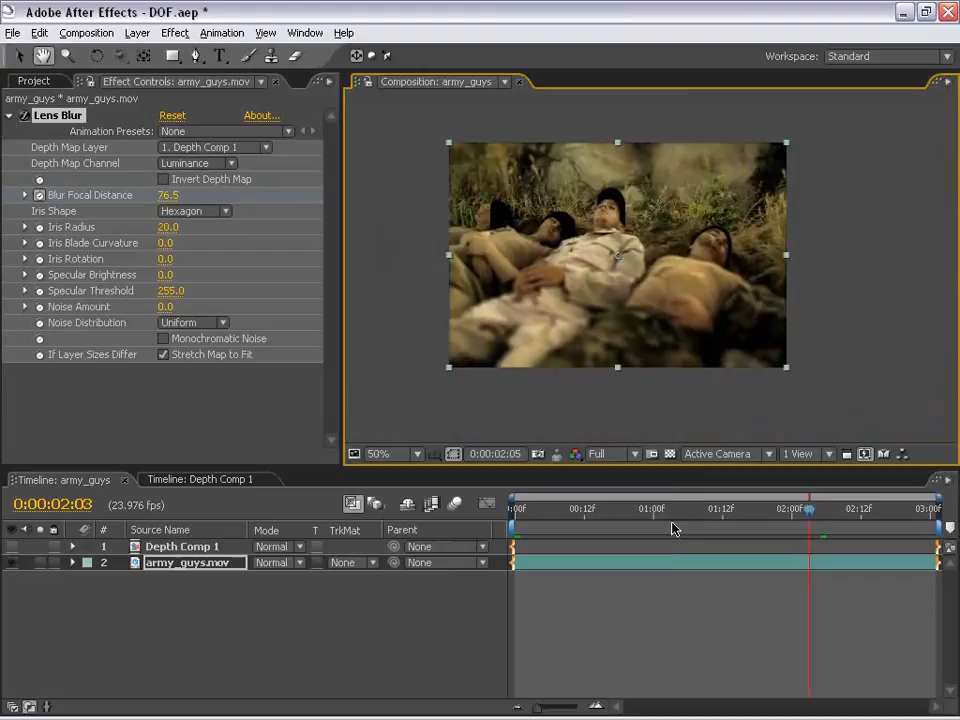 Adobe After Effects - DOF.aep *
File Edit Composition Layer Effect Animation View Window Help
Workspace: Standard
Project Effect Controls: army_guys.mov
Composition: army_guys
army_guys * army_guys.mov
Lens Blur Reset About...
Animation Presets: None
Depth Map Layer 1. Depth Comp 1
Depth Map Channel Luminance
Invert Depth Map
Blur Focal Distance 76.5
Iris Shape Hexagon
Iris Radius 20.0
Iris Blade Curvature 0.0
Iris Rotation 0.0
Specular Brightness 0.0
Specular Threshold 255.0
Noise Amount 0.0
Noise Distribution Uniform
Monochromatic Noise
If Layer Sizes Differ Stretch Map to Fit
50% 0:00:02:05 Full Active Camera 1 View
Timeline: army_guys Timeline: Depth Comp 1
0:00:02:03 (23.976 fps)
:00F 00:12F 01:00F 01:12F 02:00F 02:12F 03:00F
# Source Name Mode T TrkMat Parent
1 Depth Comp 1 Normal None
2 army_guys.mov Normal None None